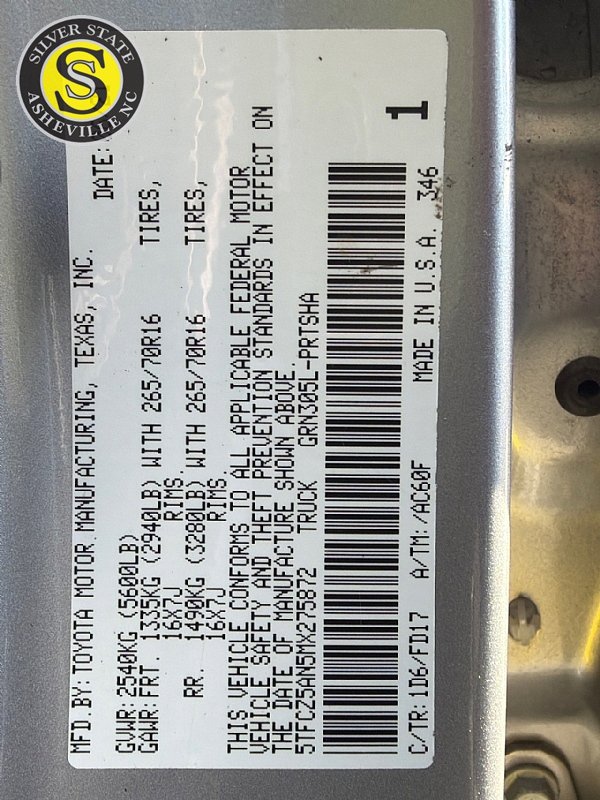 SILVER STATE
S
ASHEVILLE NC
MFD.BY: TOYOTA MOTOR MANUFACTURING, TEXAS, INC. DATE:
GVWR: 2540KG (5600LB)
GAWR: FRT. 1335KG (2940LB) WITH 265/70R16 TIRES,
16X7J RIMS.
RR. 1490KG (3280LB) WITH 265/70R16 TIRES,
16X7J RIMS.
THIS VEHICLE CONFORMS TO ALL APPLICABLE FEDERAL MOTOR
VEHICLE SAFETY AND THEFT PREVENTION STANDARDS IN EFFECT ON
THE DATE OF MANUFACTURE SHOWN ABOVE.
5TFCZ5AN5MX275872 TRUCK GRN305L-PRTSHA
1
C/TR: 1D6/FD17 A/TM: /AC60F MADE IN U.S.A. 346